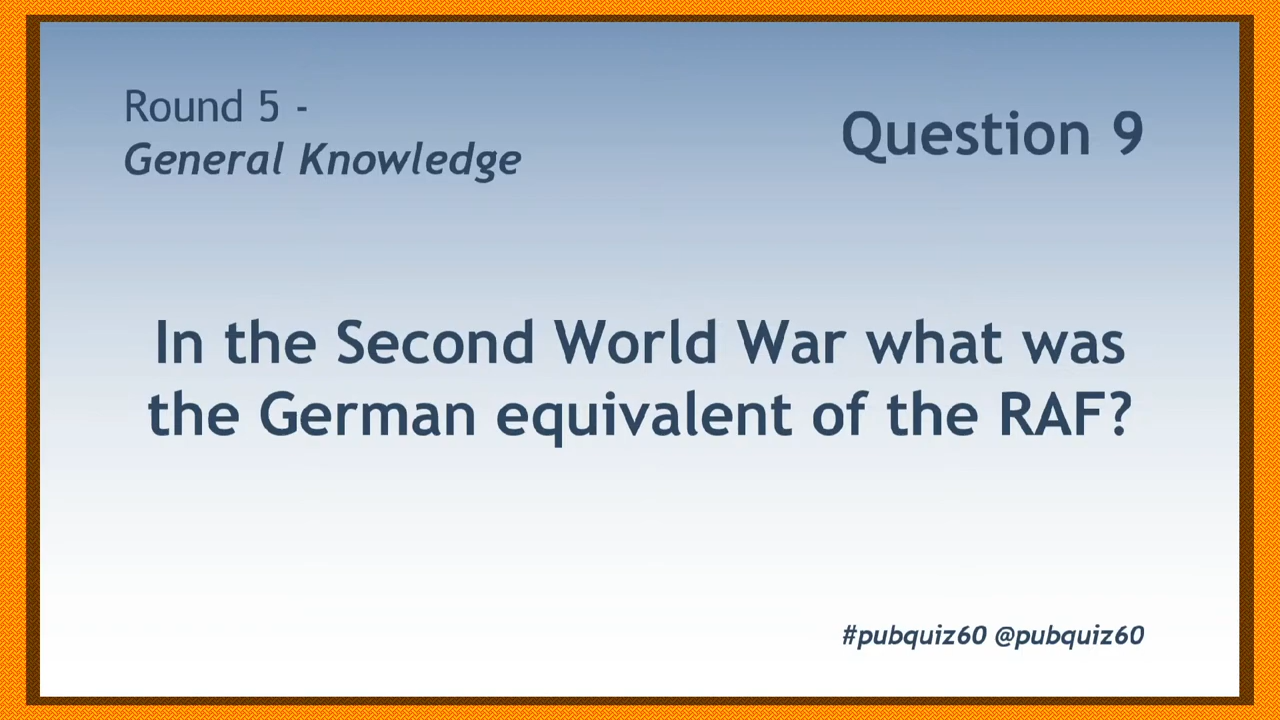 Round 5 -
General Knowledge
Question 9
In the Second World War what was
the German equivalent of the RAF?
#pubquiz60 @pubquiz60